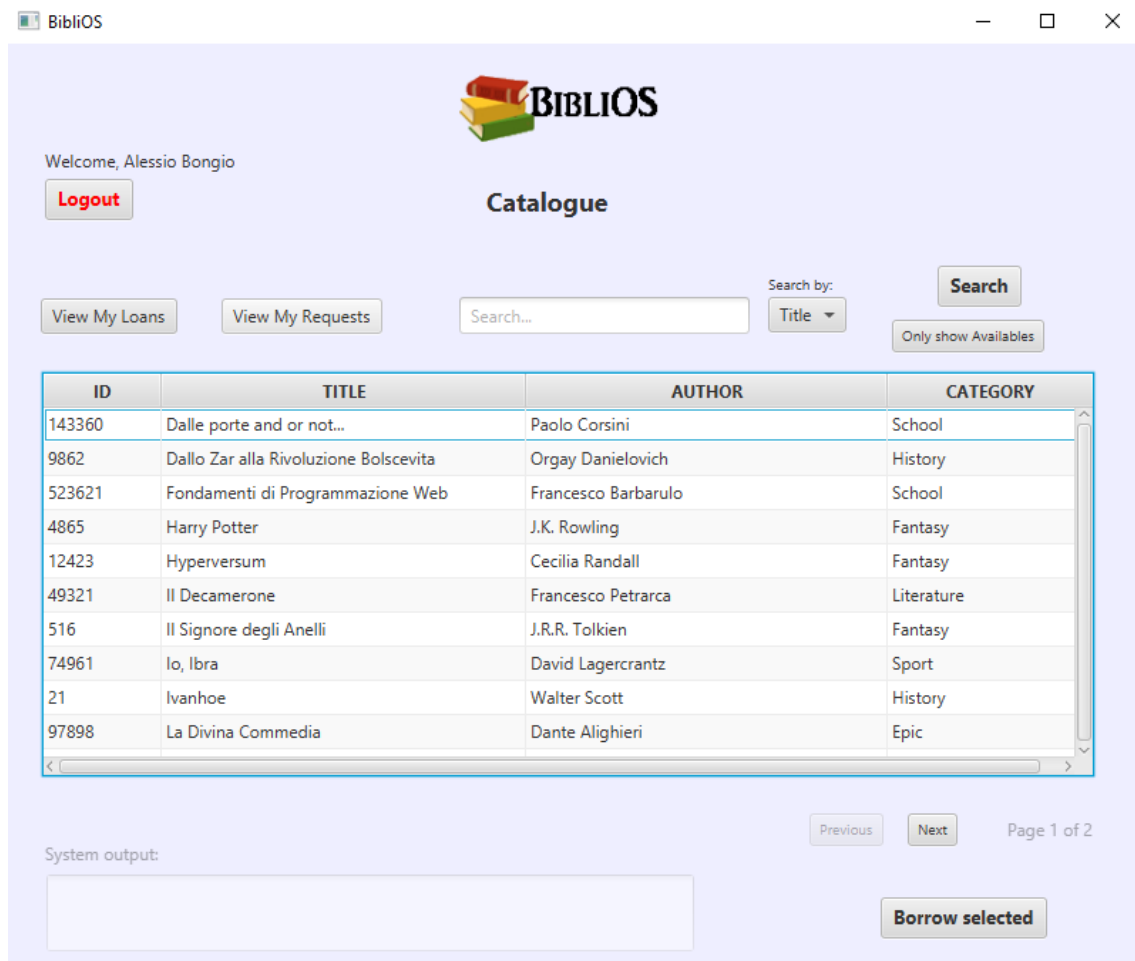 BibliOS
BIBLIOS
Welcome, Alessio Bongio
Logout
Catalogue
Search by:
Search
View My Loans View My Requests Search... Title
Only show Availables
ID TITLE AUTHOR CATEGORY
143360 Dalle porte and or not... Paolo Corsini School
9862 Dallo Zar alla Rivoluzione Bolscevita Orgay Danielovich History
523621 Fondamenti di Programmazione Web Francesco Barbarulo School
4865 Harry Potter J.K. Rowling Fantasy
12423 Hyperversum Cecilia Randall Fantasy
49321 Il Decamerone Francesco Petrarca Literature
516 Il Signore degli Anelli J.R.R. Tolkien Fantasy
74961 Io, Ibra David Lagercrantz Sport
21 Ivanhoe Walter Scott History
97898 La Divina Commedia Dante Alighieri Epic
Previous Next Page 1 of 2
System output:
Borrow selected